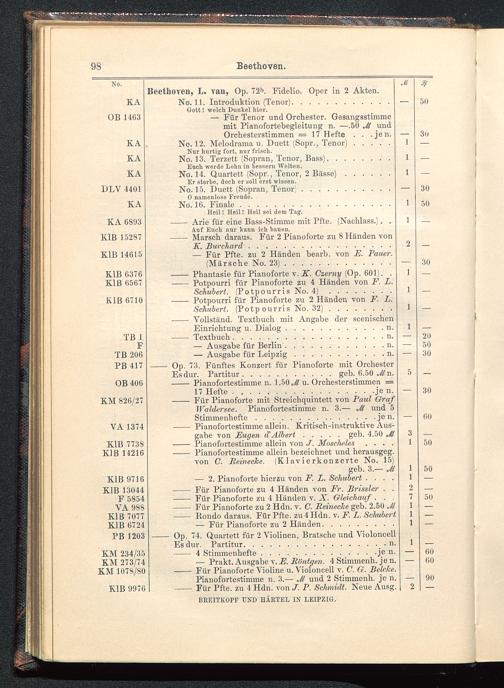 98 Beethoven.
No. ℳ ₰
Beethoven, L. van, Op. 72b. Fidelio. Oper in 2 Akten.
KA No. 11. Introduktion (Tenor). — 50
Gott! welch Dunkel hier.
OB 1463 — Für Tenor und Orchester. Gesangsstimme
mit Pianofortebegleitung n. —.50 ℳ und
Orchesterstimmen = 17 Hefte . . . je n. — 30
KA No. 12. Melodrama u. Duett (Sopr., Tenor) 1 —
Nur hurtig fort, nur frisch.
KA No. 13. Terzett (Sopran, Tenor, Bass). 1 —
Euch werde Lohn in bessern Welten.
KA No. 14. Quartett (Sopr., Tenor, 2 Bässe) 1 —
Er sterbe, doch er soll erst wissen.
DLV 4401 No. 15. Duett (Sopran, Tenor) — 30
O namenlose Freude.
KA No. 16. Finale 1 50
Heil! Heil! Heil sei dem Tag.
KA 6893 —— Arie für eine Bass-Stimme mit Pfte. (Nachlass.) 1 —
Auf Euch nur kann ich bauen.
KlB 15287 —— Marsch daraus. Für 2 Pianoforte zu 8 Händen von
K. Burchard 2 —
KlB 14615 — Für Pfte. zu 2 Händen bearb. von E. Pauer.
(Märsche No. 23) — 30
KlB 6376 —— Phantasie für Pianoforte v. K. Czerny (Op. 601). 1 —
KlB 6567 —— Potpourri für Pianoforte zu 4 Händen von F. L.
Schubert. (Potpourris No. 4) 1 —
KlB 6710 —— Potpourri für Pianoforte zu 2 Händen von F. L.
Schubert. (Potpourris No. 32) 1 —
—— Vollständ. Textbuch mit Angabe der scenischen
Einrichtung u. Dialog n. 1 —
TB 1 —— Textbuch n. — 20
F — Ausgabe für Berlin n. — 50
TB 206 — Ausgabe für Leipzig n. — 30
PB 417 —— Op. 73. Fünftes Konzert für Pianoforte mit Orchester
Es dur. Partitur. geb. 6.50 ℳ n. 5 —
OB 406 —— Pianofortestimme n. 1.50 ℳ u. Orchesterstimmen =
17 Hefte je n. — 30
KM 826/27 —— Für Pianoforte mit Streichquintett von Paul Graf
Waldersee. Pianofortestimme n. 3.— ℳ und 5
Stimmenhefte je n. — 60
VA 1374 —— Pianofortestimme allein. Kritisch-instruktive Aus-
gabe von Eugen d'Albert geb. 4.50 ℳ 3 —
KlB 7738 —— Pianofortestimme allein von J. Moscheles 1 50
KlB 14216 —— Pianofortestimme allein bezeichnet und herausgeg.
von C. Reinecke. (Klavierkonzerte No. 15)
geb. 3.— ℳ 1 50
KlB 9716 — 2. Pianoforte hierzu von F. L. Schubert 1 —
KlB 13044 —— Für Pianoforte zu 4 Händen von Fr. Brissler 2 —
F 5854 —— Für Pianoforte zu 4 Händen v. X. Gleichauf 7 50
VA 988 —— Für Pianoforte zu 2 Hdn. v. C. Reinecke geb. 2.50 ℳ 1 —
KlB 7077 —— Rondo daraus. Für Pfte. zu 4 Hdn. v. F. L. Schubert 1 —
KlB 6724 — Für Pianoforte zu 2 Händen. 1 —
PB 1203 —— Op. 74. Quartett für 2 Violinen, Bratsche und Violoncell
Es dur. Partitur. n. 1 —
KM 234/35 —— 4 Stimmenhefte je n. — 60
KM 273/74 — Prakt. Ausgabe v. E. Röntgen. 4 Stimmenh. je n. — 60
KM 1078/80 —— Für Pianoforte Violine u. Violoncell v. C. G. Belcke.
Pianofortestimme n. 3.— ℳ und 2 Stimmenh. je n. — 90
KlB 9976 —— Für Pfte. zu 4 Hdn. von J. P. Schmidt. Neue Ausg. 2 —
BREITKOPF UND HÄRTEL IN LEIPZIG.